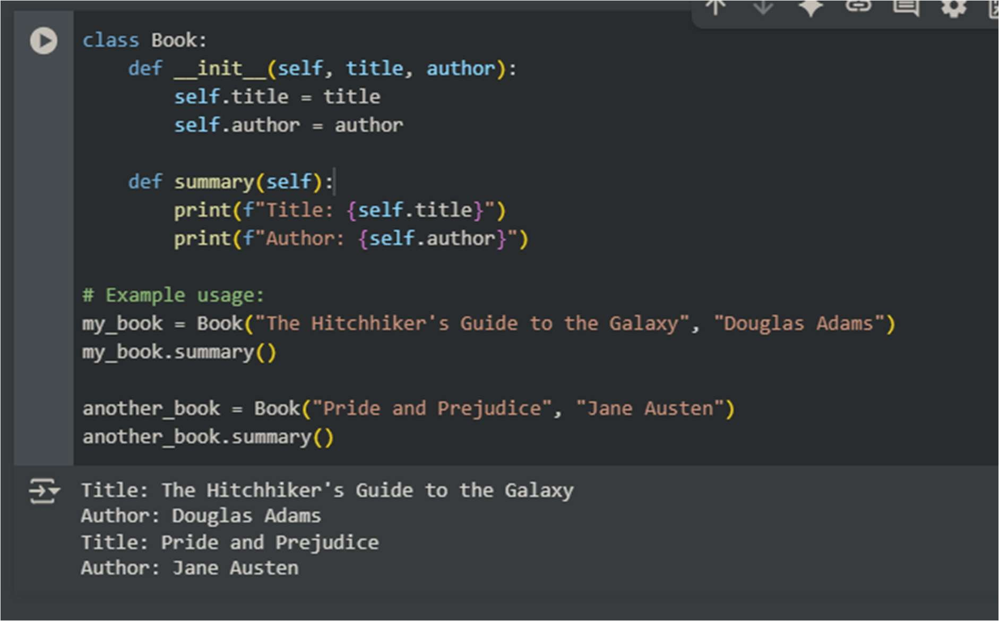 class Book:
    def __init__(self, title, author):
        self.title = title
        self.author = author

    def summary(self):
        print(f"Title: {self.title}")
        print(f"Author: {self.author}")

# Example usage:
my_book = Book("The Hitchhiker's Guide to the Galaxy", "Douglas Adams")
my_book.summary()

another_book = Book("Pride and Prejudice", "Jane Austen")
another_book.summary()

Title: The Hitchhiker's Guide to the Galaxy
Author: Douglas Adams
Title: Pride and Prejudice
Author: Jane Austen